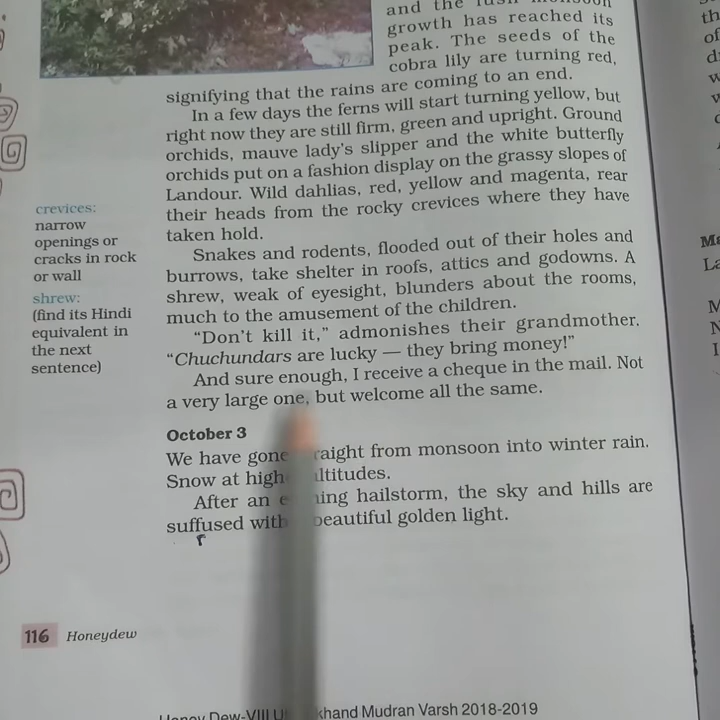 and the lush monsoon
growth has reached its
peak. The seeds of the
cobra lily are turning red,
signifying that the rains are coming to an end.
In a few days the ferns will start turning yellow, but
right now they are still firm, green and upright. Ground
orchids, mauve lady's slipper and the white butterfly
orchids put on a fashion display on the grassy slopes of
Landour. Wild dahlias, red, yellow and magenta, rear
their heads from the rocky crevices where they have
taken hold.
Snakes and rodents, flooded out of their holes and
burrows, take shelter in roofs, attics and godowns. A
shrew, weak of eyesight, blunders about the rooms,
much to the amusement of the children.
"Don't kill it," admonishes their grandmother.
"Chuchundars are lucky — they bring money!"
And sure enough, I receive a cheque in the mail. Not
a very large one, but welcome all the same.
October 3
We have gone raight from monsoon into winter rain.
Snow at high ltitudes.
After an e ning hailstorm, the sky and hills are
suffused with beautiful golden light.
crevices:
narrow
openings or
cracks in rock
or wall
shrew:
(find its Hindi
equivalent in
the next
sentence)
116 Honeydew
Honey Dew-VIII U khand Mudran Varsh 2018-2019